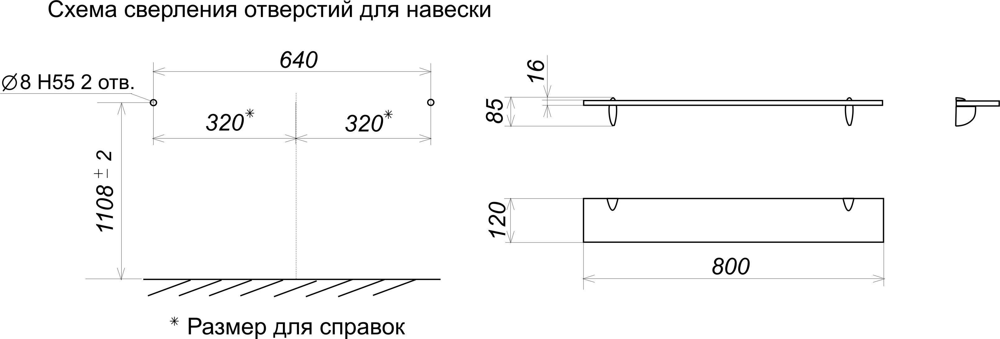 Схема сверления отверстий для навески
640
⌀8 H55 2 отв.
320*
320*
1108 ± 2
16
85
120
800
* Размер для справок